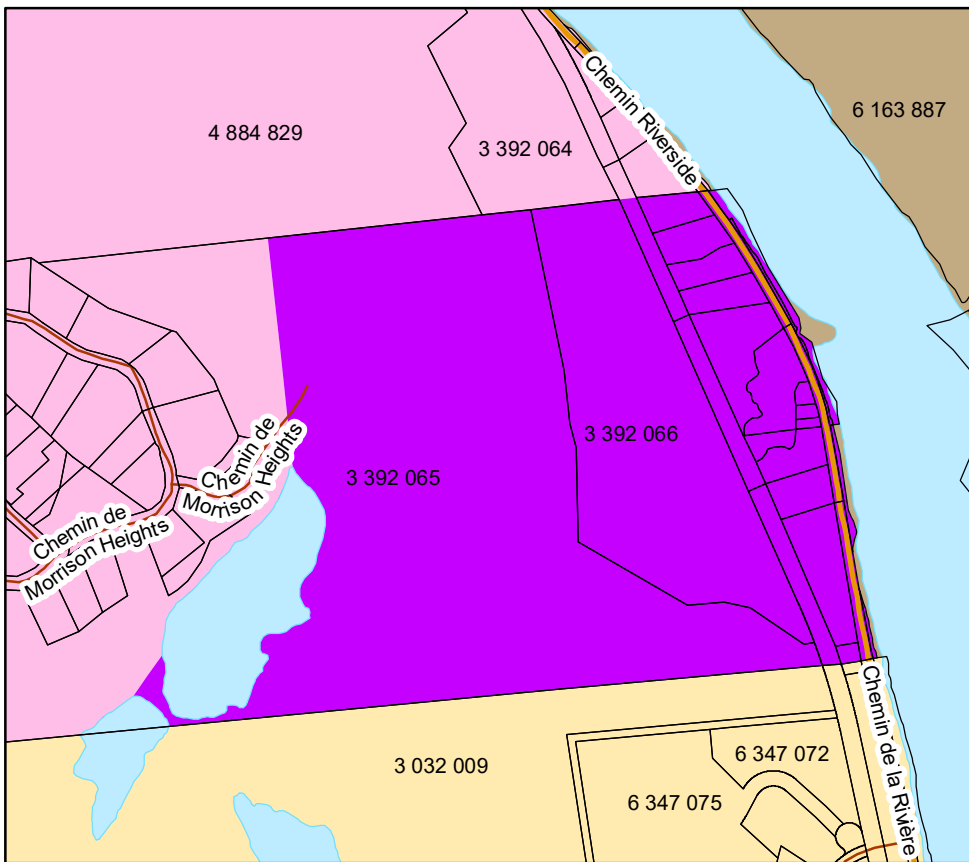 6 163 887
4 884 829
3 392 064
Chemin Riverside
3 392 066
3 392 065
Chemin de
Morrison Heights
Chemin de
Morrison Heights
3 032 009
6 347 072
6 347 075
Chemin de la Rivière